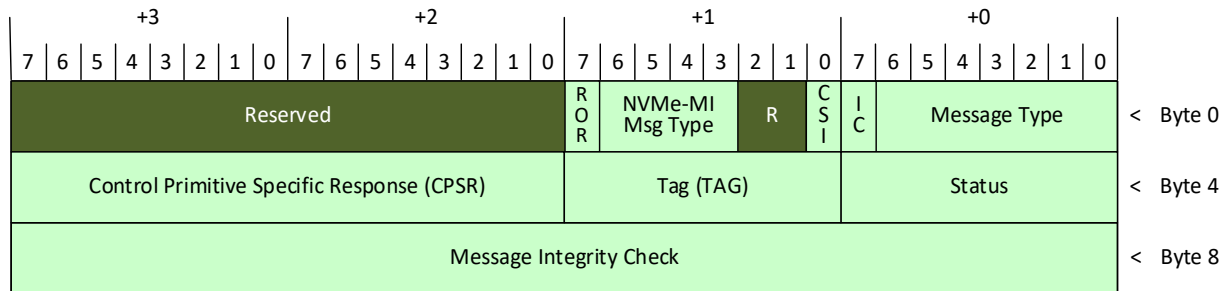 +3 +2 +1 +0
7 6 5 4 3 2 1 0 7 6 5 4 3 2 1 0 7 6 5 4 3 2 1 0 7 6 5 4 3 2 1 0
Reserved ROR NVMe-MI Msg Type R CSI IC Message Type < Byte 0
Control Primitive Specific Response (CPSR) Tag (TAG) Status < Byte 4
Message Integrity Check < Byte 8